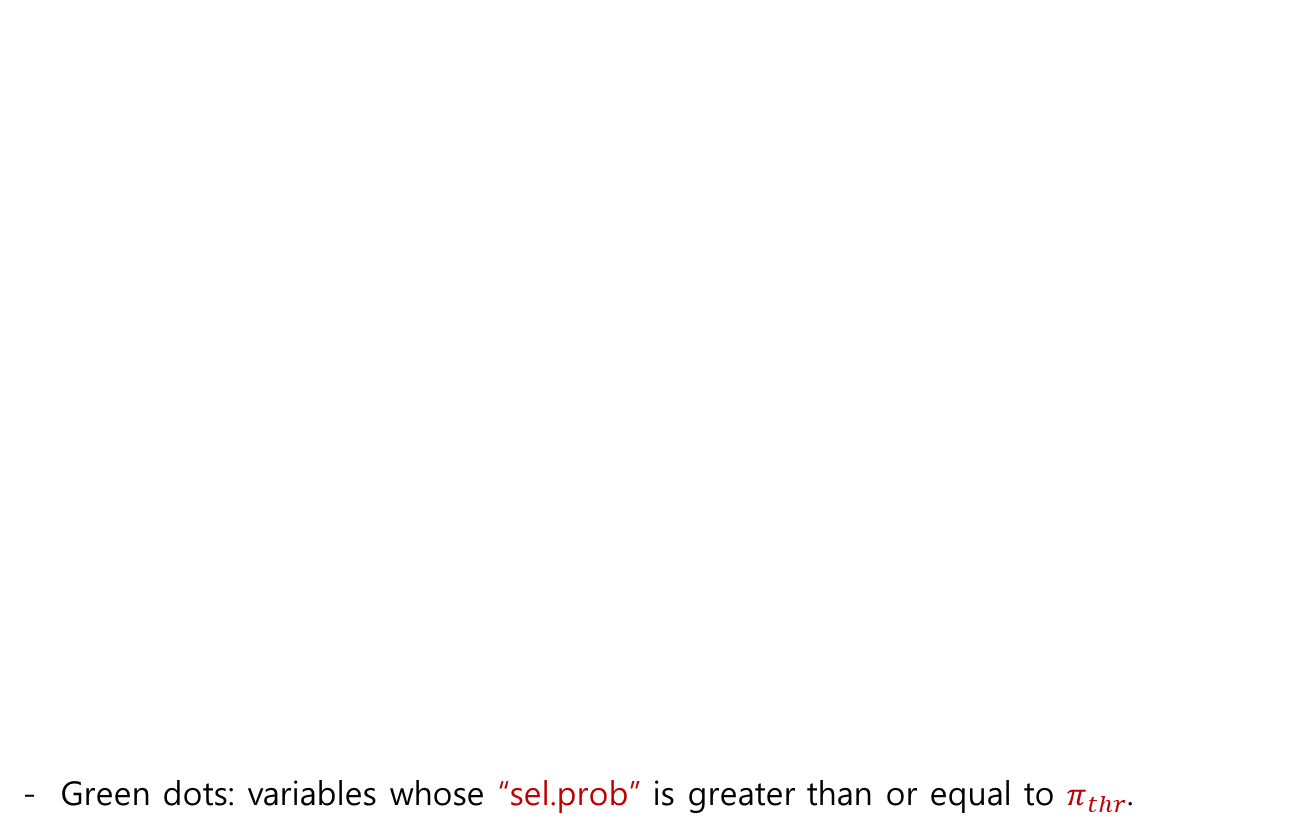 - Green dots: variables whose “sel.prob” is greater than or equal to π_thr.